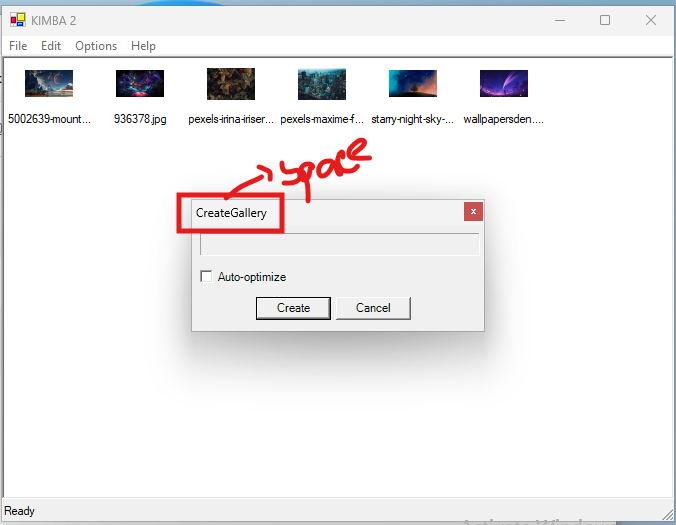 KIMBA 2
File Edit Options Help
5002639-mount... 936378.jpg pexels-irina-iriser... pexels-maxime-f... starry-night-sky-... wallpapersden....
space
CreateGallery
x
Auto-optimize
Create Cancel
Ready